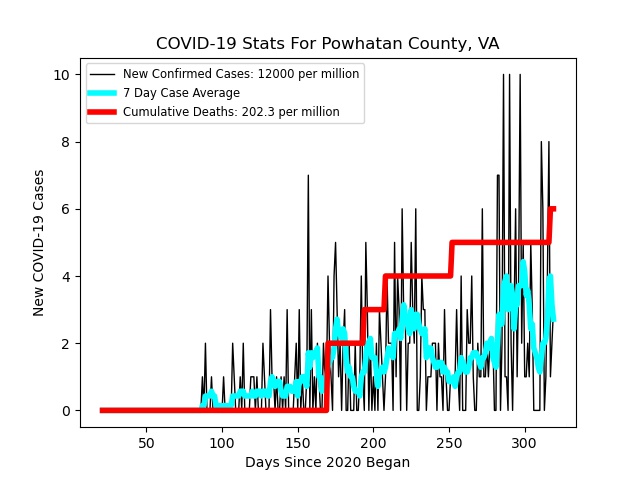 COVID-19 Stats For Powhatan County, VA
New Confirmed Cases: 12000 per million
7 Day Case Average
Cumulative Deaths: 202.3 per million
New COVID-19 Cases
10
8
6
4
2
0
50 100 150 200 250 300
Days Since 2020 Began